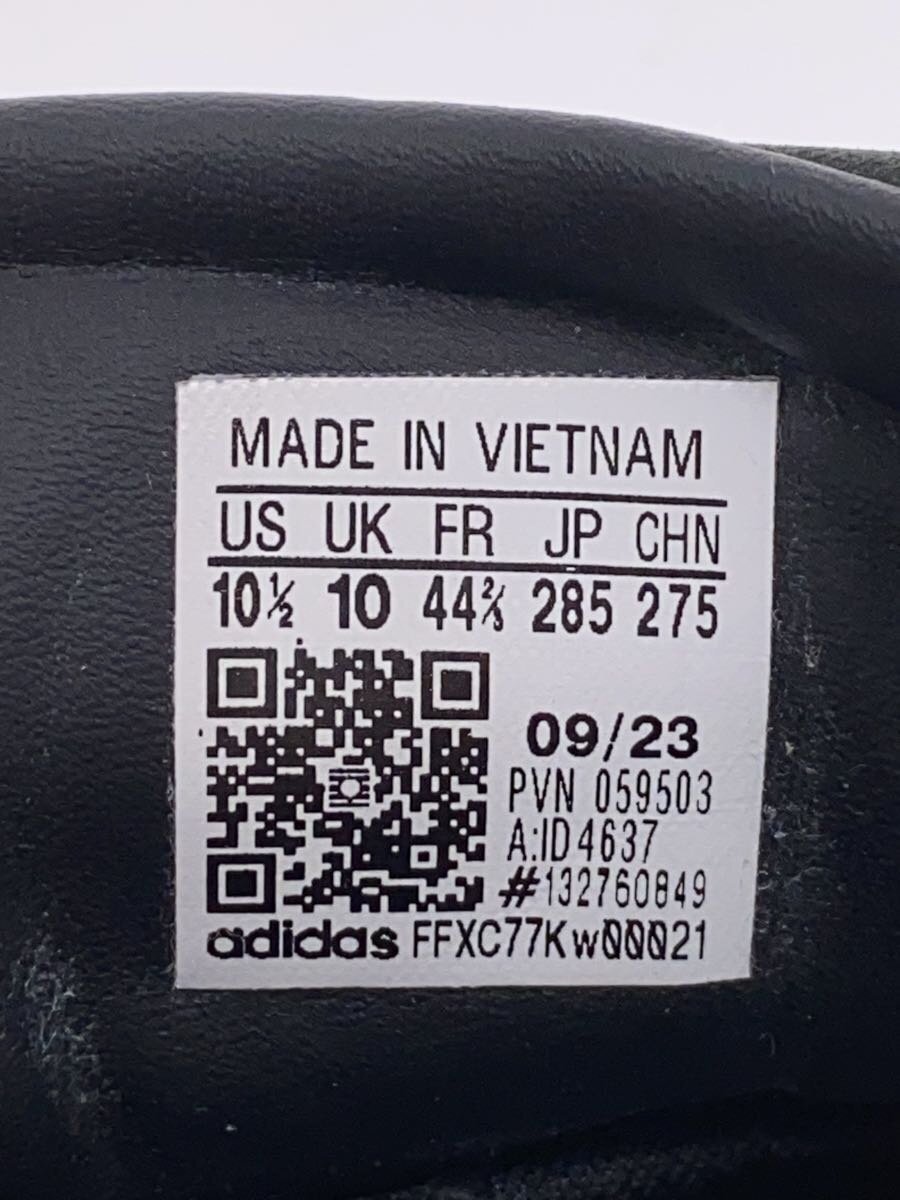 MADE IN VIETNAM
US UK FR JP CHN
10½ 10 44⅔ 285 275
09/23
PVN 059503
A:ID4637
#132760849
adidas FFXC77Kw00021